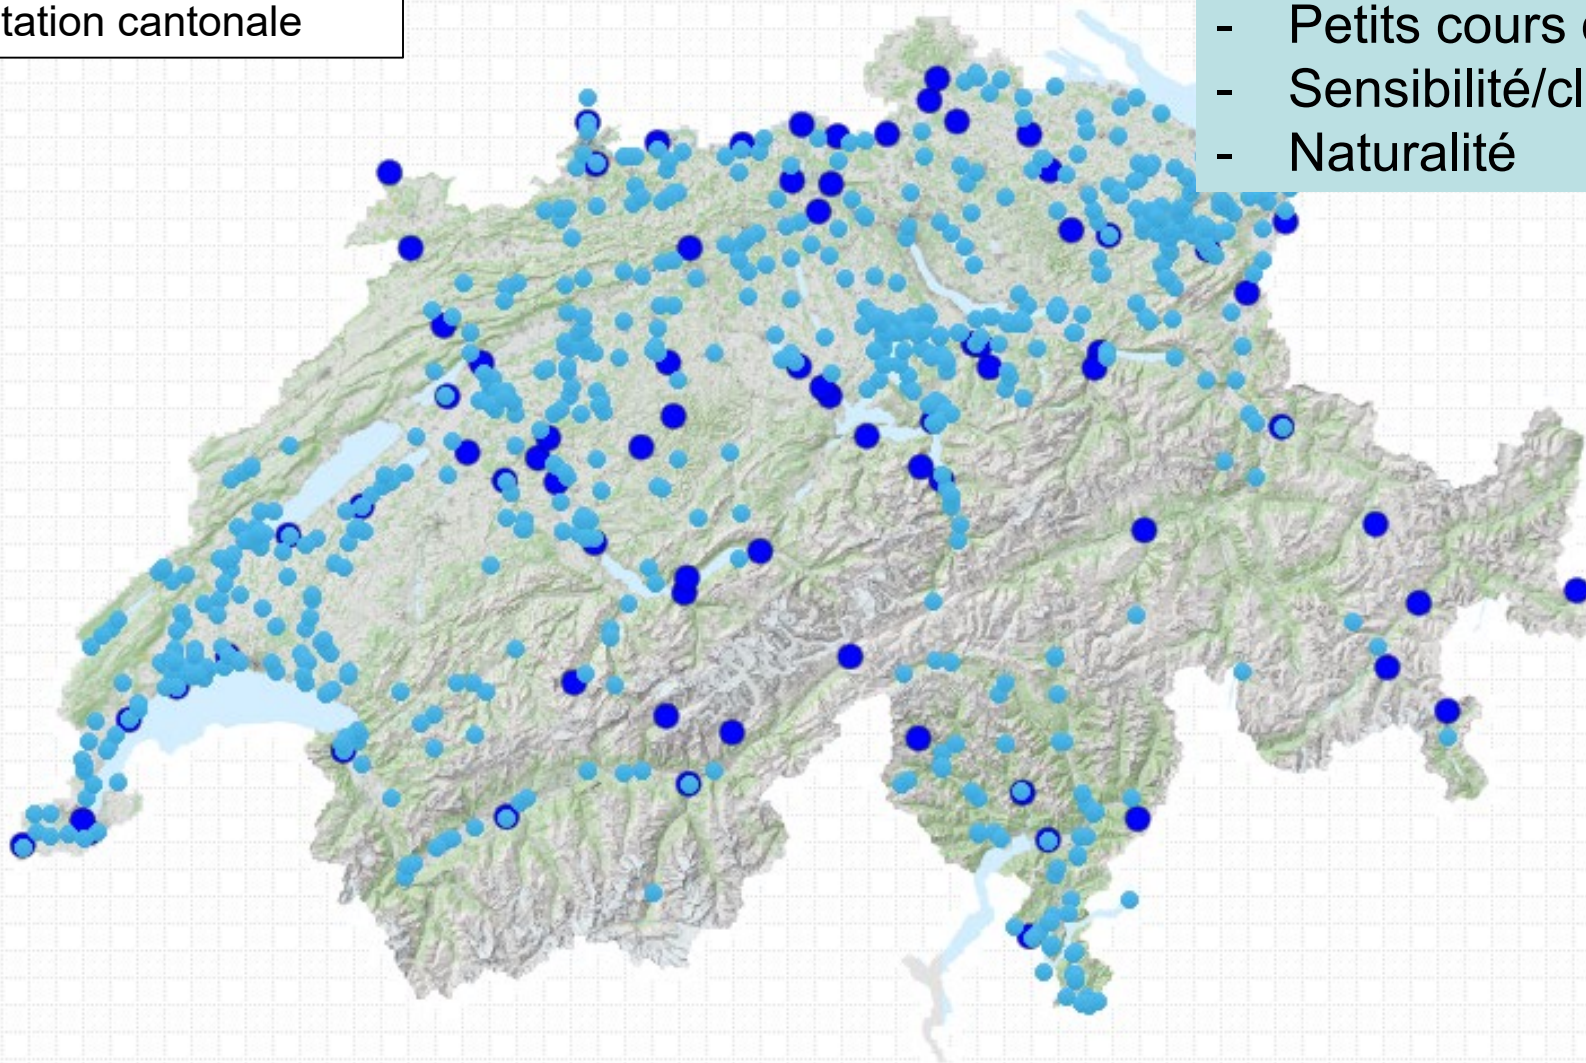 tation cantonale
- Petits cours
- Sensibilité/cl
- Naturalité